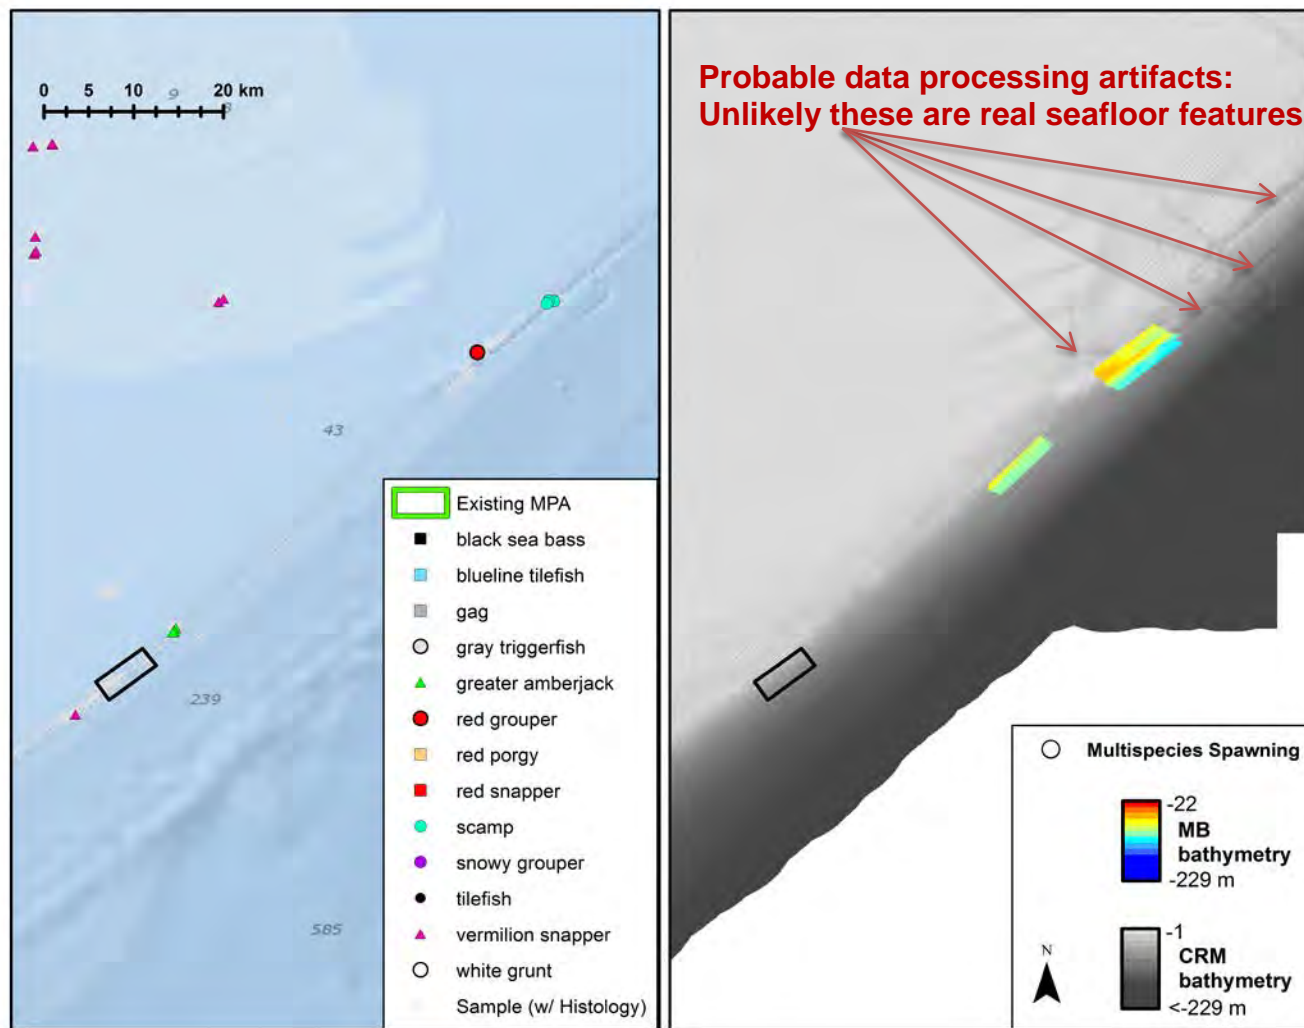 0 5 10 20 km
9
8
43
239
585
Existing MPA
black sea bass
blueline tilefish
gag
gray triggerfish
greater amberjack
red grouper
red porgy
red snapper
scamp
snowy grouper
tilefish
vermilion snapper
white grunt
Sample (w/ Histology)
Probable data processing artifacts:
Unlikely these are real seafloor features
Multispecies Spawning
-22
MB
bathymetry
-229 m
N
-1
CRM
bathymetry
<-229 m